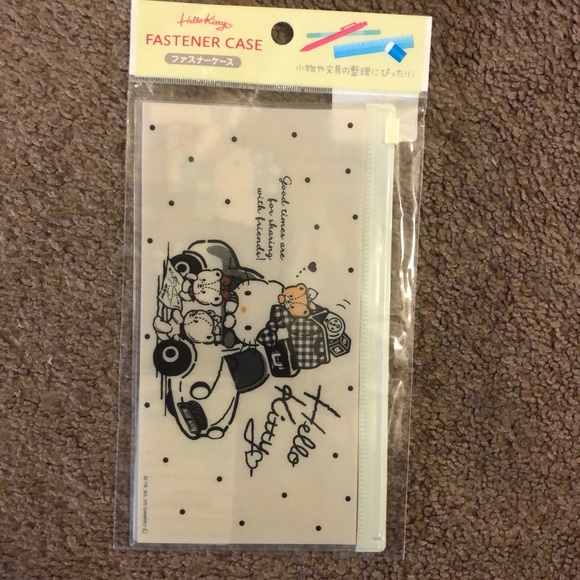 Hello Kitty
FASTENER CASE
ファスナーケース
小物や文具の整理にぴったり!
Good times are
for sharing
with friends!
Hello
Kitty